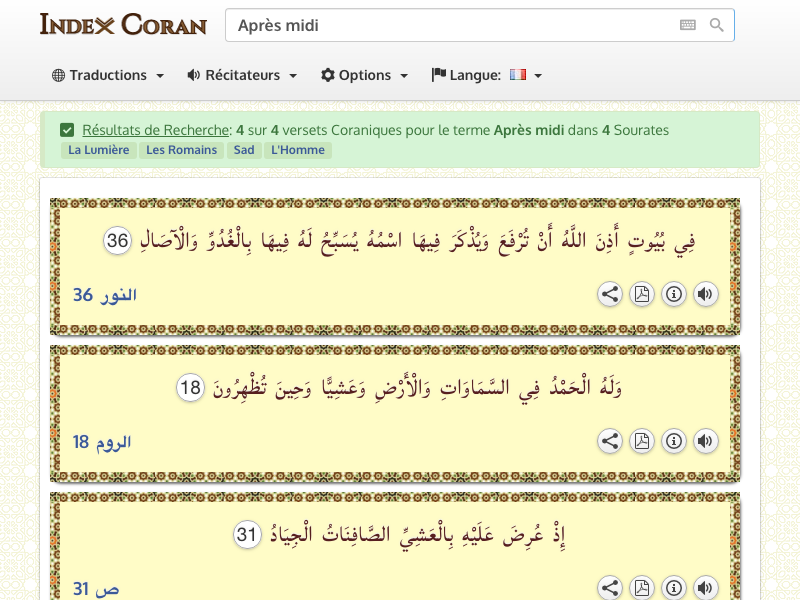 Index Coran
Après midi
Traductions
Récitateurs
Options
Langue:
Résultats de Recherche: 4 sur 4 versets Coraniques pour le terme Après midi dans 4 Sourates
La Lumière Les Romains Sad L'Homme
فِي بُيُوتٍ أَذِنَ اللَّهُ أَنْ تُرْفَعَ وَيُذْكَرَ فِيهَا اسْمُهُ يُسَبِّحُ لَهُ فِيهَا بِالْغُدُوِّ وَالْآصَالِ 36
النور 36
وَلَهُ الْحَمْدُ فِي السَّمَاوَاتِ وَالْأَرْضِ وَعَشِيًّا وَحِينَ تُظْهِرُونَ 18
الروم 18
إِذْ عُرِضَ عَلَيْهِ بِالْعَشِيِّ الصَّافِنَاتُ الْجِيَادُ 31
ص 31